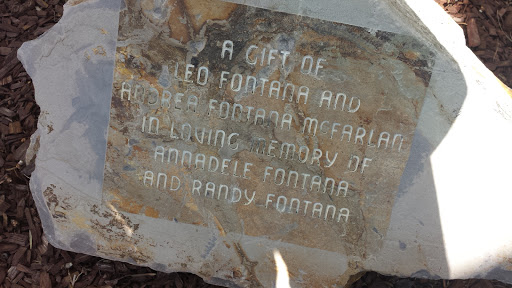 A GIFT OF
LEO FONTANA AND
ANDREA FONTANA MCFARLAN
IN LOVING MEMORY OF
ANNADELE FONTANA
AND RANDY FONTANA